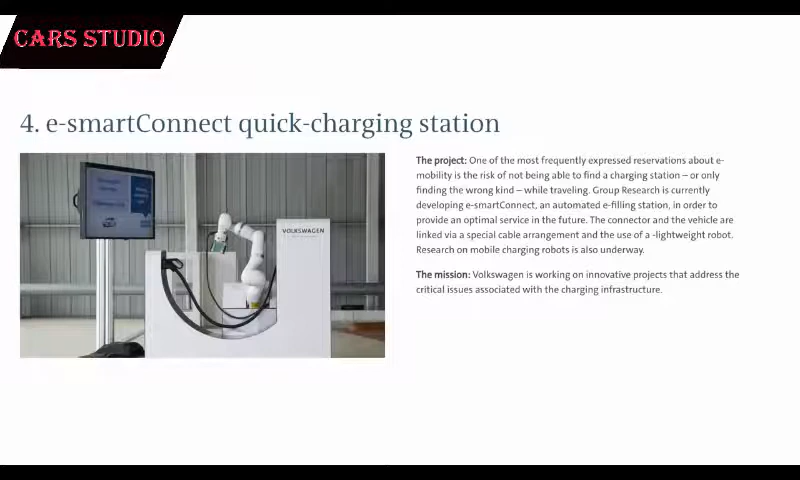 CARS STUDIO
4. e-smartConnect quick-charging station
VOLKSWAGEN
The project: One of the most frequently expressed reservations about e-
mobility is the risk of not being able to find a charging station – or only
finding the wrong kind – while traveling. Group Research is currently
developing e-smartConnect, an automated e-filling station, in order to
provide an optimal service in the future. The connector and the vehicle are
linked via a special cable arrangement and the use of a -lightweight robot.
Research on mobile charging robots is also underway.
The mission: Volkswagen is working on innovative projects that address the
critical issues associated with the charging infrastructure.